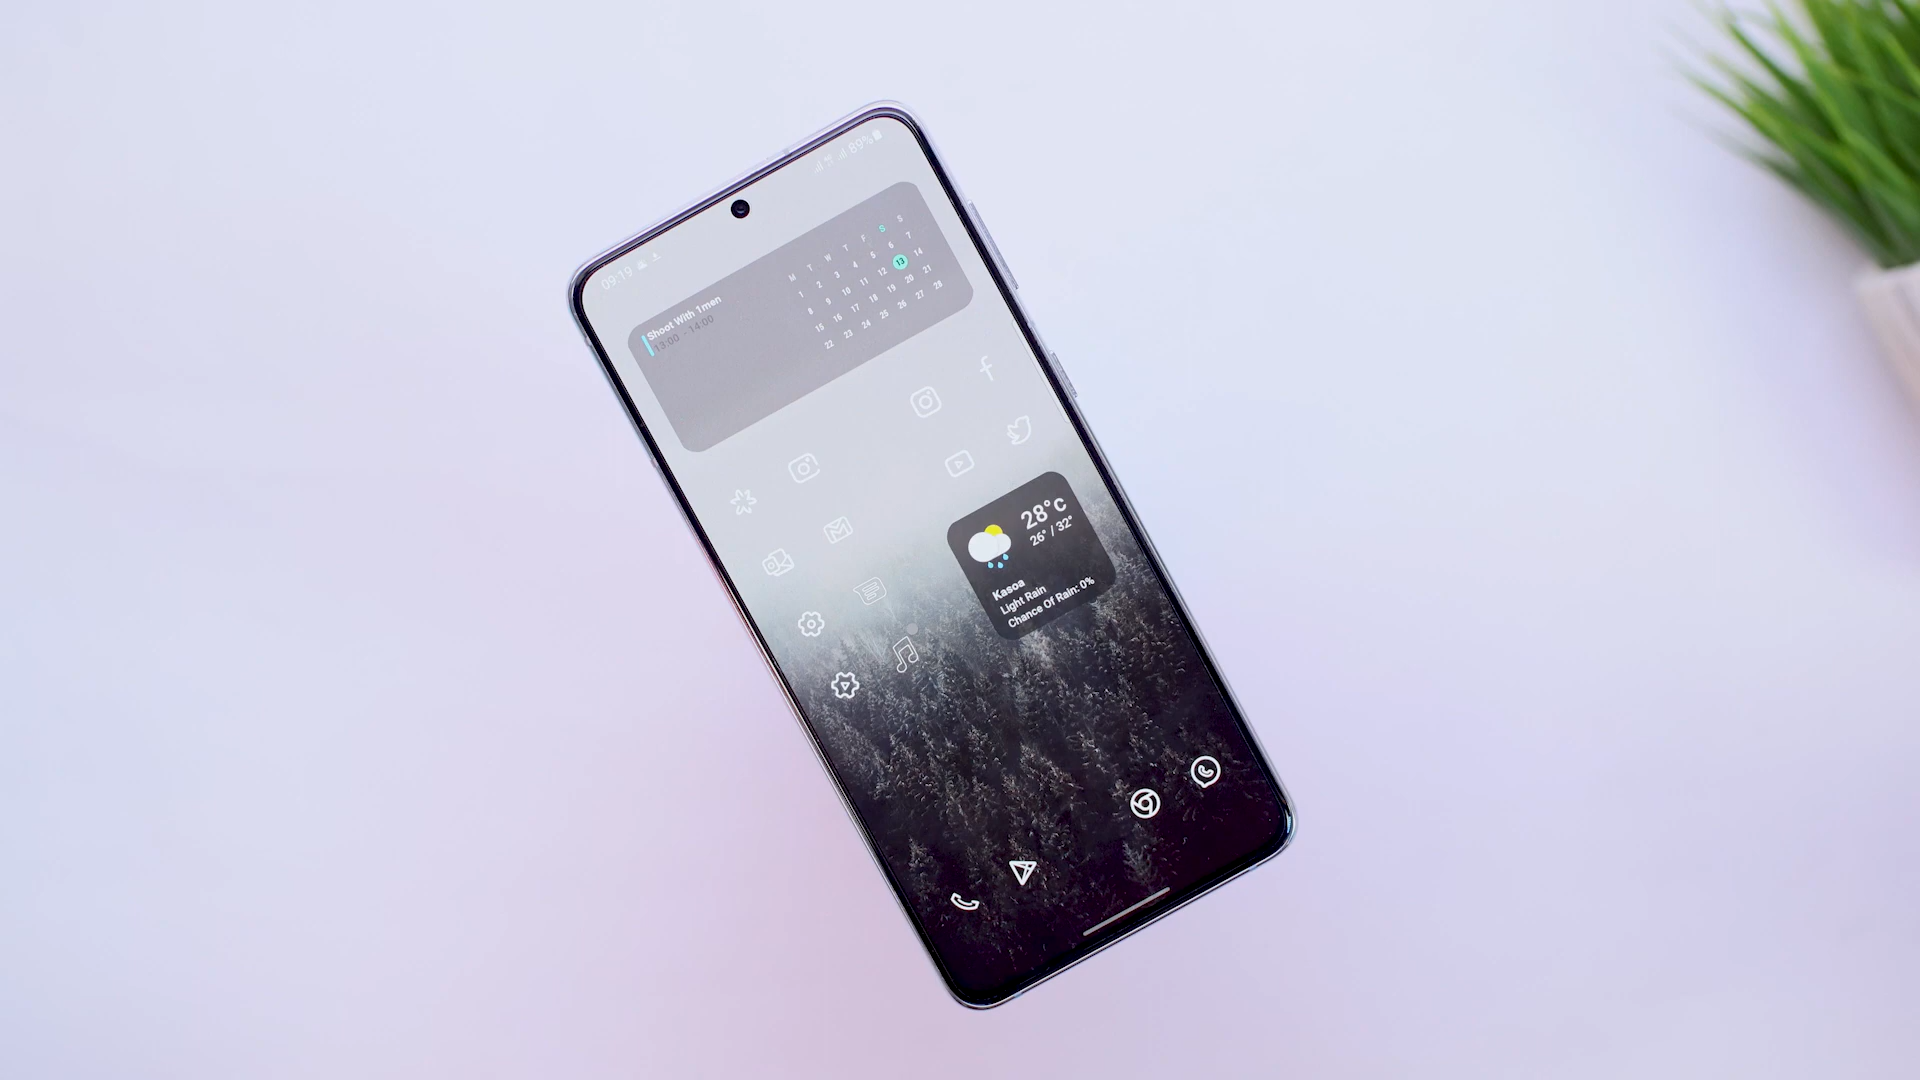 09:19
89%
Shoot With 1men
13:00 - 14:00
M T W T F S S
1 2 3 4 5 6 7
8 9 10 11 12 13 14
15 16 17 18 19 20 21
22 23 24 25 26 27 28
28°c
26° / 32°
Kasoa
Light Rain
Chance Of Rain: 0%